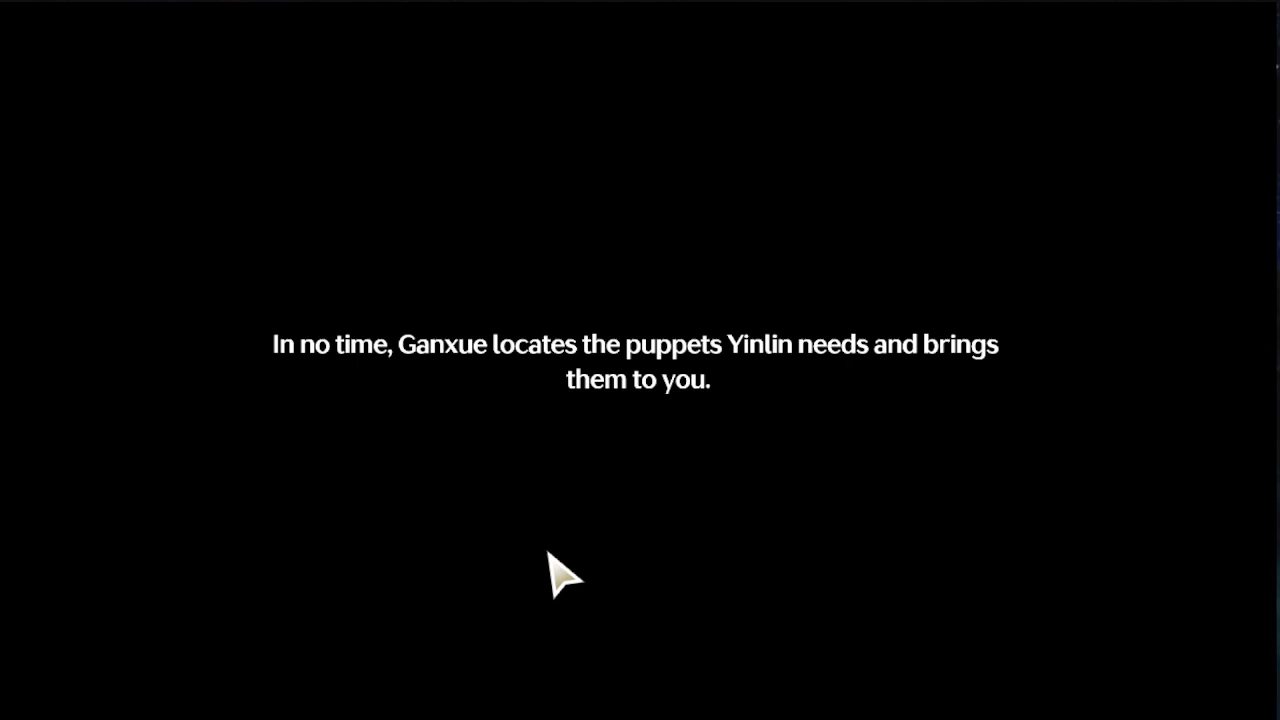 In no time, Ganxue locates the puppets Yinlin needs and brings
them to you.